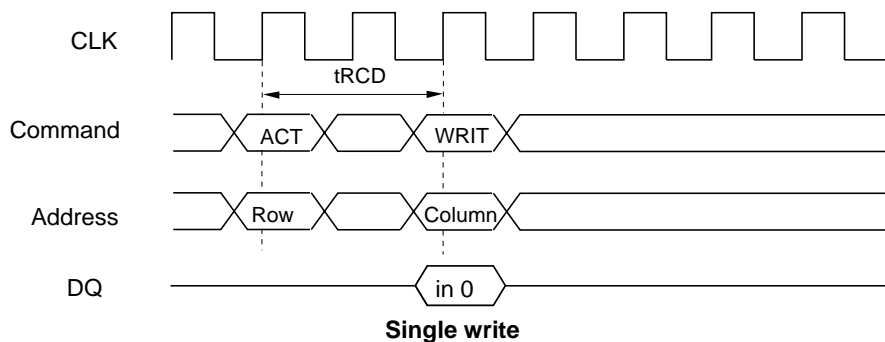 CLK
tRCD
Command ACT WRIT
Address Row Column
DQ in 0
Single write